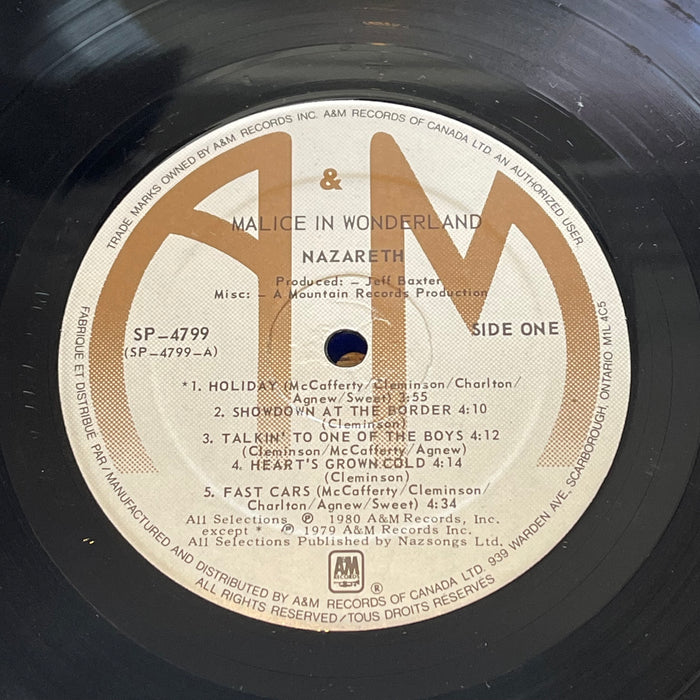 TRADE MARKS OWNED BY A&M RECORDS INC. A&M RECORDS OF CANADA LTD. AN AUTHORIZED USER.
A & M
MALICE IN WONDERLAND
NAZARETH
Produced: – Jeff Baxter
Misc: – A Mountain Records Production
SP–4799
(SP–4799–A)
SIDE ONE
*1. HOLIDAY (McCafferty/Cleminson/Charlton/
Agnew/Sweet) 3:55
2. SHOWDOWN AT THE BORDER 4:10
(Cleminson)
3. TALKIN' TO ONE OF THE BOYS 4:12
(Cleminson/McCafferty/Agnew)
4. HEART'S GROWN COLD 4:14
(Cleminson)
5. FAST CARS (McCafferty/Cleminson/
Charlton/Agnew/Sweet) 4:34
All Selections ℗ 1980 A&M Records, Inc.
except * ℗ 1979 A&M Records Inc.
All Selections Published by Nazsongs Ltd.
A&M
RECORDS
®
FABRIQUE ET DISTRIBUÉ PAR / MANUFACTURED AND DISTRIBUTED BY A&M RECORDS OF CANADA LTD. 939 WARDEN AVE, SCARBOROUGH, ONTARIO M1L 4C5
ALL RIGHTS RESERVED/TOUS DROITS RESERVÉS